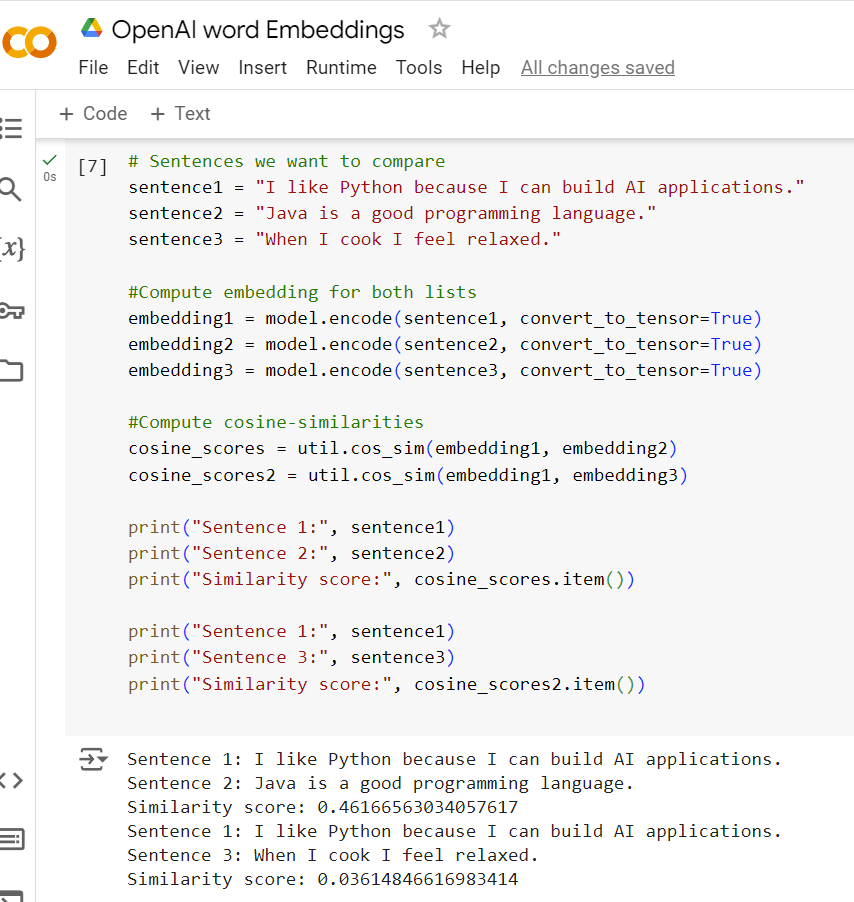 OpenAI word Embeddings
File Edit View Insert Runtime Tools Help All changes saved
+ Code + Text
0s
[7]
# Sentences we want to compare
sentence1 = "I like Python because I can build AI applications."
sentence2 = "Java is a good programming language."
sentence3 = "When I cook I feel relaxed."
#Compute embedding for both lists
embedding1 = model.encode(sentence1, convert_to_tensor=True)
embedding2 = model.encode(sentence2, convert_to_tensor=True)
embedding3 = model.encode(sentence3, convert_to_tensor=True)
#Compute cosine-similarities
cosine_scores = util.cos_sim(embedding1, embedding2)
cosine_scores2 = util.cos_sim(embedding1, embedding3)
print("Sentence 1:", sentence1)
print("Sentence 2:", sentence2)
print("Similarity score:", cosine_scores.item())
print("Sentence 1:", sentence1)
print("Sentence 3:", sentence3)
print("Similarity score:", cosine_scores2.item())
Sentence 1: I like Python because I can build AI applications.
Sentence 2: Java is a good programming language.
Similarity score: 0.46166563034057617
Sentence 1: I like Python because I can build AI applications.
Sentence 3: When I cook I feel relaxed.
Similarity score: 0.03614846616983414